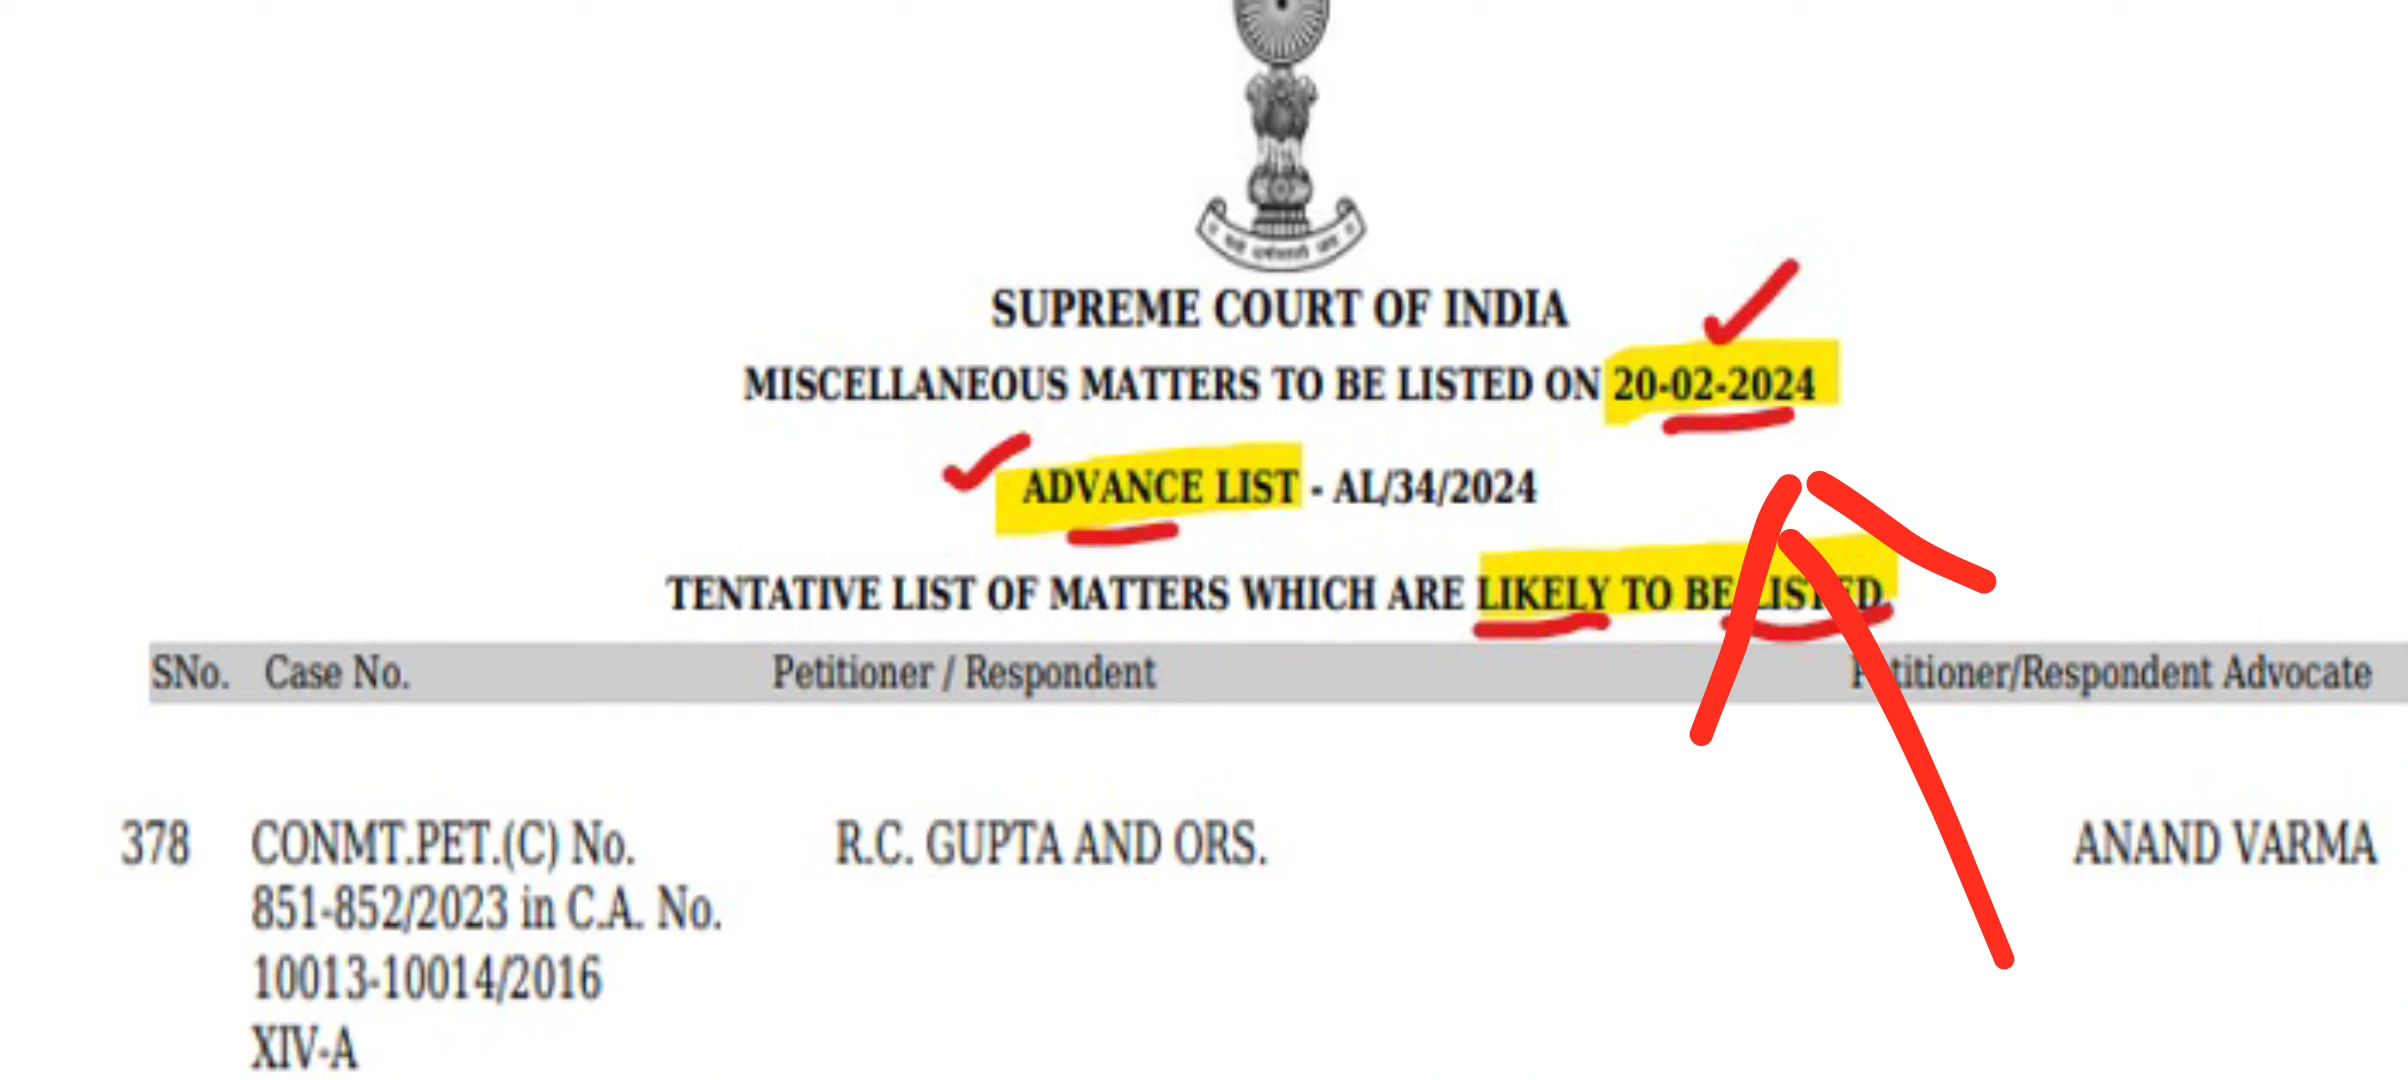 SUPREME COURT OF INDIA
MISCELLANEOUS MATTERS TO BE LISTED ON 20-02-2024
ADVANCE LIST - AL/34/2024
TENTATIVE LIST OF MATTERS WHICH ARE LIKELY TO BE LISTED.
SNo. Case No. Petitioner / Respondent Petitioner/Respondent Advocate
378 CONMT.PET.(C) No. R.C. GUPTA AND ORS. ANAND VARMA
851-852/2023 in C.A. No.
10013-10014/2016
XIV-A